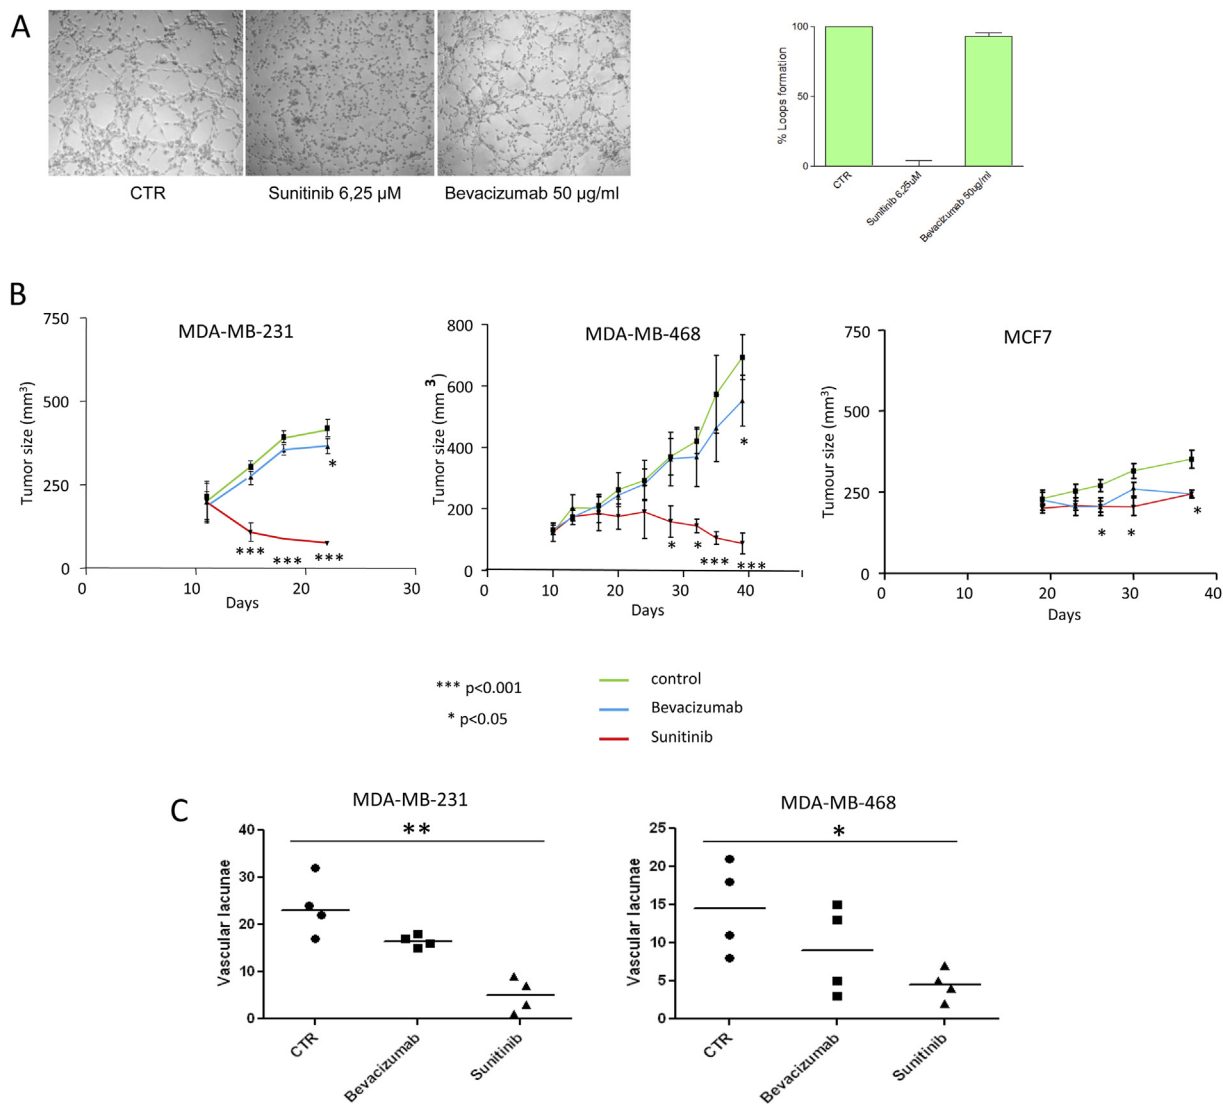 A
CTR
Sunitinib 6,25 µM
Bevacizumab 50 µg/ml
% Loops formation
100
50
0
CTR
Sunitinib 6,25uM
Bevacizumab 50ug/ml
B
MDA-MB-231
Tumor size (mm³)
750
500
250
0
0
10
20
30
Days
*
***
***
***
MDA-MB-468
Tumor size (mm³)
800
600
400
200
0
0
10
20
30
40
Days
*
*
*
***
***
MCF7
Tumour size (mm³)
750
500
250
0
0
10
20
30
40
Days
*
*
*
*** p<0.001
* p<0.05
control
Bevacizumab
Sunitinib
C
MDA-MB-231
**
Vascular lacunae
40
30
20
10
0
CTR
Bevacizumab
Sunitinib
MDA-MB-468
*
Vascular lacunae
25
20
15
10
5
0
CTR
Bevacizumab
Sunitinib